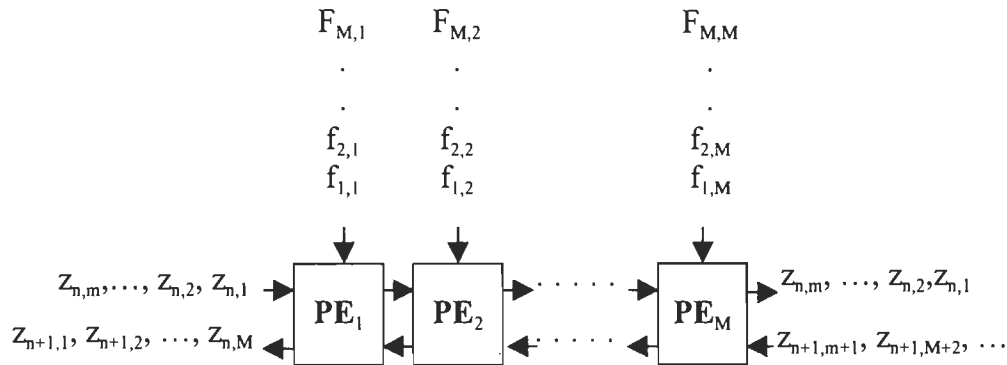 F_{M,1} F_{M,2} F_{M,M}
. . .
. . .
f_{2,1} f_{2,2} f_{2,M}
f_{1,1} f_{1,2} f_{1,M}
Z_{n,m},..., Z_{n,2}, Z_{n,1} PE_1 PE_2 . . . . . PE_M Z_{n,m}, ..., Z_{n,2},Z_{n,1}
Z_{n+1,1}, Z_{n+1,2}, ..., Z_{n,M} . . . . . Z_{n+1,m+1}, Z_{n+1,M+2}, ...